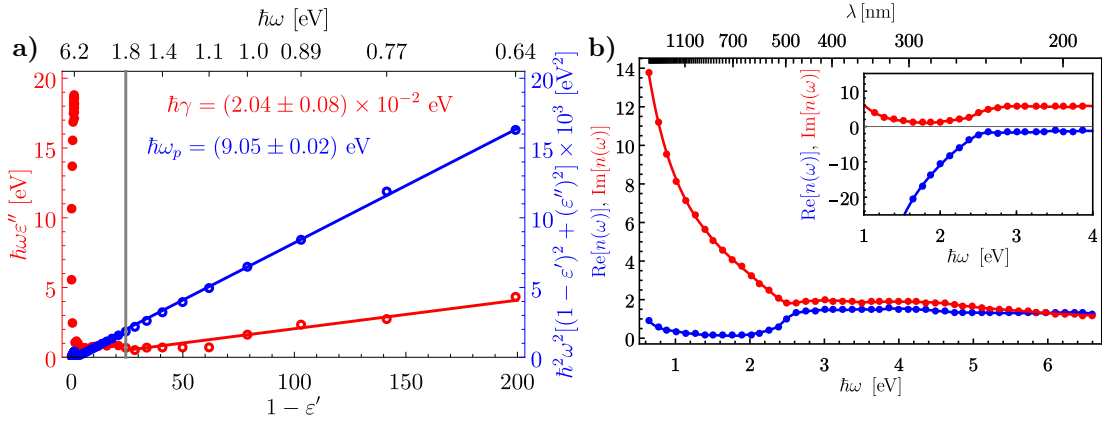 ħω [eV]
a) 6.2 1.8 1.4 1.1 1.0 0.89 0.77 0.64
20 20
15 15
10 10
5 5
0 0
ħωε″ [eV]
ħγ = (2.04 ± 0.08) × 10⁻² eV
ħωₚ = (9.05 ± 0.02) eV
ħ²ω²[(1 − ε′)² + (ε″)²] × 10³ [eV²]
0 50 100 150 200
1 − ε′
λ [nm]
b) 1100 700 500 400 300 200
14
12
10
8
6
4
2
0
Re[n(ω)], Im[n(ω)]
1 2 3 4 5 6
ħω [eV]
10
0
−10
−20
Re[n(ω)], Im[n(ω)]
1 2 3 4
ħω [eV]